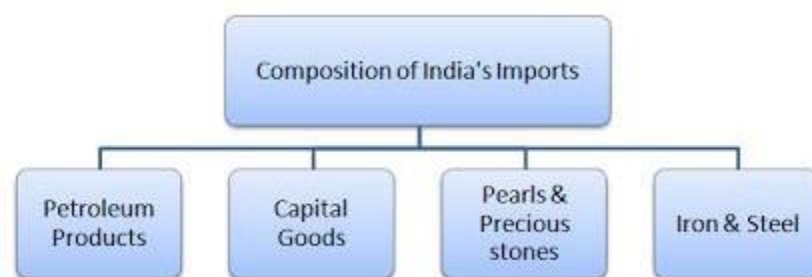 Composition of India's Imports
Petroleum
Products
Capital
Goods
Pearls &
Precious
stones
Iron & Steel